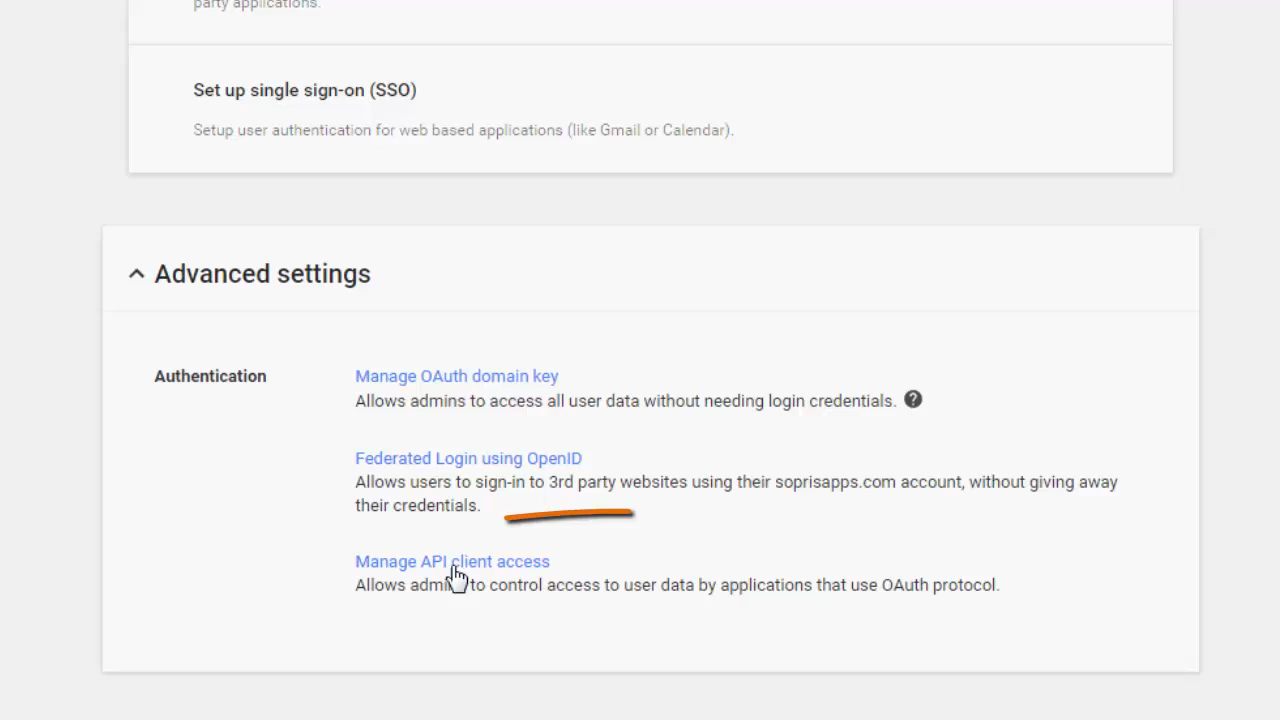 party applications.
Set up single sign-on (SSO)
Setup user authentication for web based applications (like Gmail or Calendar).
Advanced settings
Authentication
Manage OAuth domain key
Allows admins to access all user data without needing login credentials. ?
Federated Login using OpenID
Allows users to sign-in to 3rd party websites using their soprisapps.com account, without giving away
their credentials.
Manage API client access
Allows admins to control access to user data by applications that use OAuth protocol.